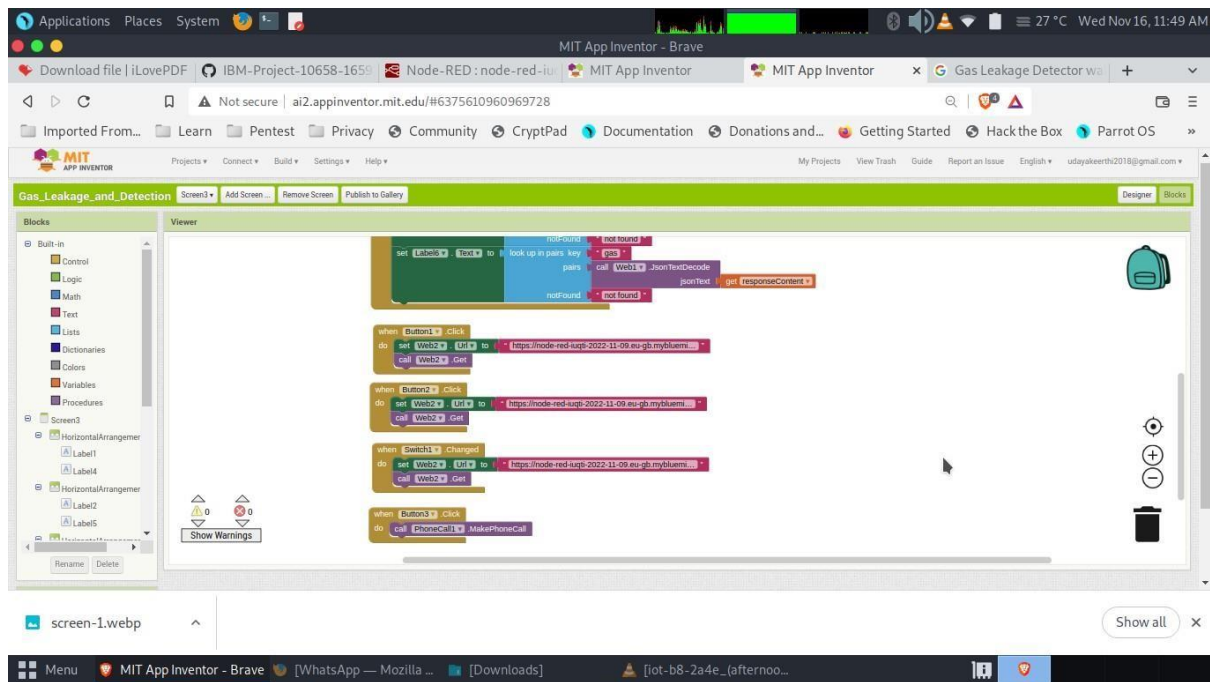 Applications Places System 27 °C Wed Nov 16, 11:49 AM
MIT App Inventor - Brave
Download file | iLovePDF IBM-Project-10658-1659 Node-RED : node-red-iu MIT App Inventor MIT App Inventor × G Gas Leakage Detector wa +
Not secure ai2.appinventor.mit.edu/#6375610960969728
Imported From... Learn Pentest Privacy Community CryptPad Documentation Donations and... Getting Started Hack the Box Parrot OS »
MIT APP INVENTOR Projects Connect Build Settings Help My Projects View Trash Guide Report an Issue English udayakeerthi2018@gmail.com
Gas_Leakage_and_Detection Screen3 Add Screen ... Remove Screen Publish to Gallery Designer Blocks
Blocks
Built-in
Control
Logic
Math
Text
Lists
Dictionaries
Colors
Variables
Procedures
Screen3
HorizontalArrangemer
Label1
Label4
HorizontalArrangemer
Label2
Label5
Rename Delete
Viewer
notFound " not found "
set Label6 . Text to look up in pairs key " gas "
pairs call Web1 .JsonTextDecode
jsonText get responseContent
notFound " not found "
when Button1 .Click
do set Web2 . Url to " https://node-red-iuqti-2022-11-09.eu-gb.mybluemi... "
call Web2 .Get
when Button2 .Click
do set Web2 . Url to " https://node-red-iuqti-2022-11-09.eu-gb.mybluemi... "
call Web2 .Get
when Switch1 .Changed
do set Web2 . Url to " https://node-red-iuqti-2022-11-09.eu-gb.mybluemi... "
call Web2 .Get
when Button3 .Click
do call PhoneCall1 .MakePhoneCall
0 0
Show Warnings
screen-1.webp Show all ×
Menu MIT App Inventor - Brave [WhatsApp — Mozilla ... [Downloads] [iot-b8-2a4e_(afternoo...